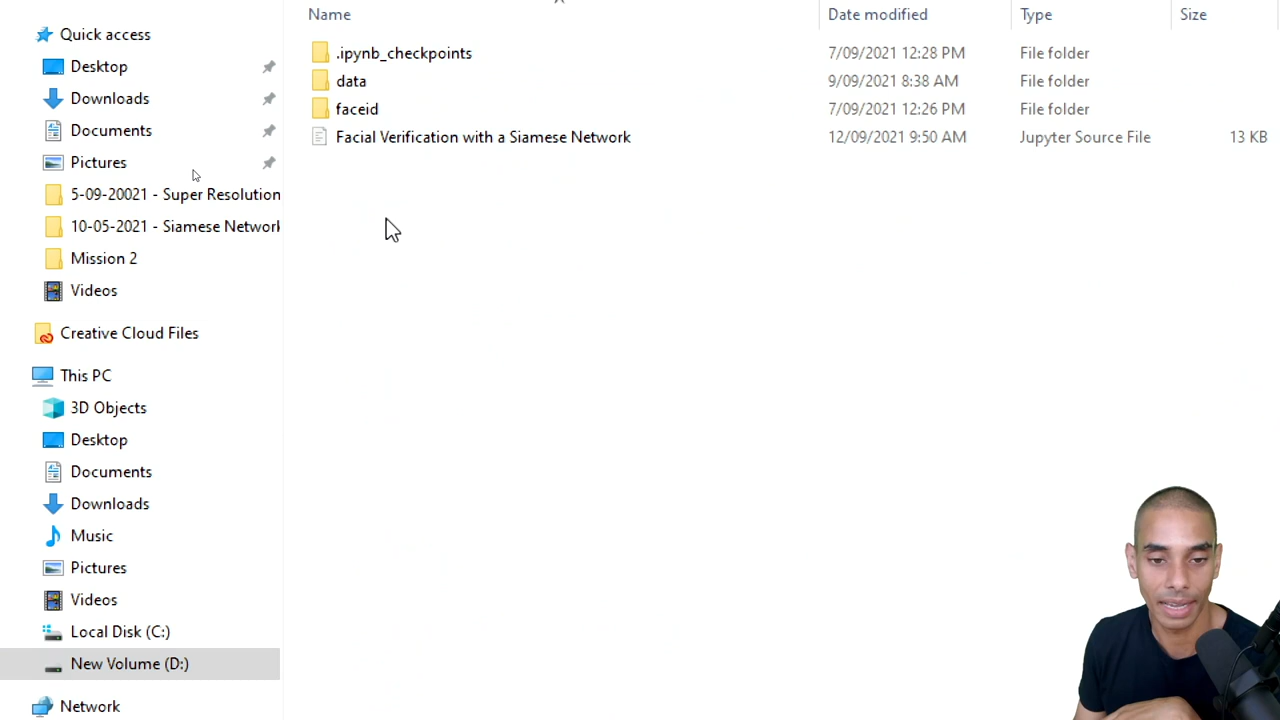 Name Date modified Type Size
Quick access
Desktop
Downloads
Documents
Pictures
5-09-20021 - Super Resolution
10-05-2021 - Siamese Network
Mission 2
Videos
Creative Cloud Files
This PC
3D Objects
Desktop
Documents
Downloads
Music
Pictures
Videos
Local Disk (C:)
New Volume (D:)
Network
.ipynb_checkpoints 7/09/2021 12:28 PM File folder
data 9/09/2021 8:38 AM File folder
faceid 7/09/2021 12:26 PM File folder
Facial Verification with a Siamese Network 12/09/2021 9:50 AM Jupyter Source File 13 KB